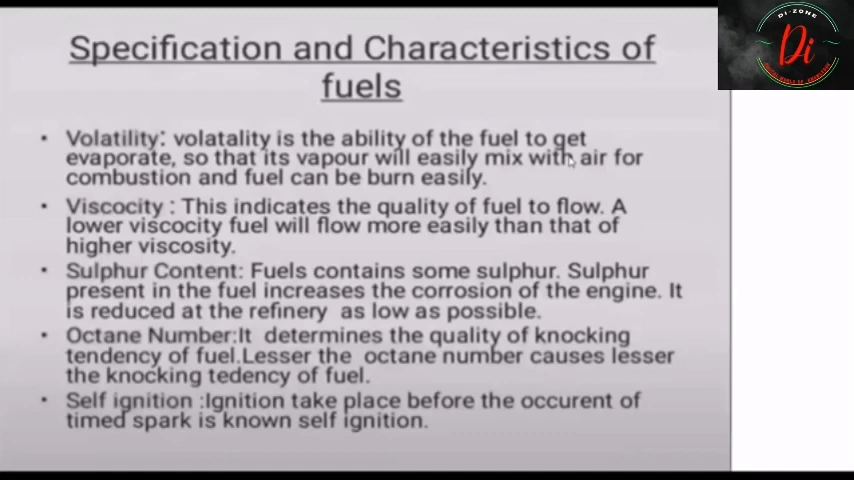 Specification and Characteristics of
fuels
• Volatility: volatality is the ability of the fuel to get
evaporate, so that its vapour will easily mix with air for
combustion and fuel can be burn easily.
• Viscocity : This indicates the quality of fuel to flow. A
lower viscocity fuel will flow more easily than that of
higher viscosity.
• Sulphur Content: Fuels contains some sulphur. Sulphur
present in the fuel increases the corrosion of the engine. It
is reduced at the refinery as low as possible.
• Octane Number:It determines the quality of knocking
tendency of fuel.Lesser the octane number causes lesser
the knocking tedency of fuel.
• Self ignition :Ignition take place before the occurent of
timed spark is known self ignition.
DI-ZONE
Di